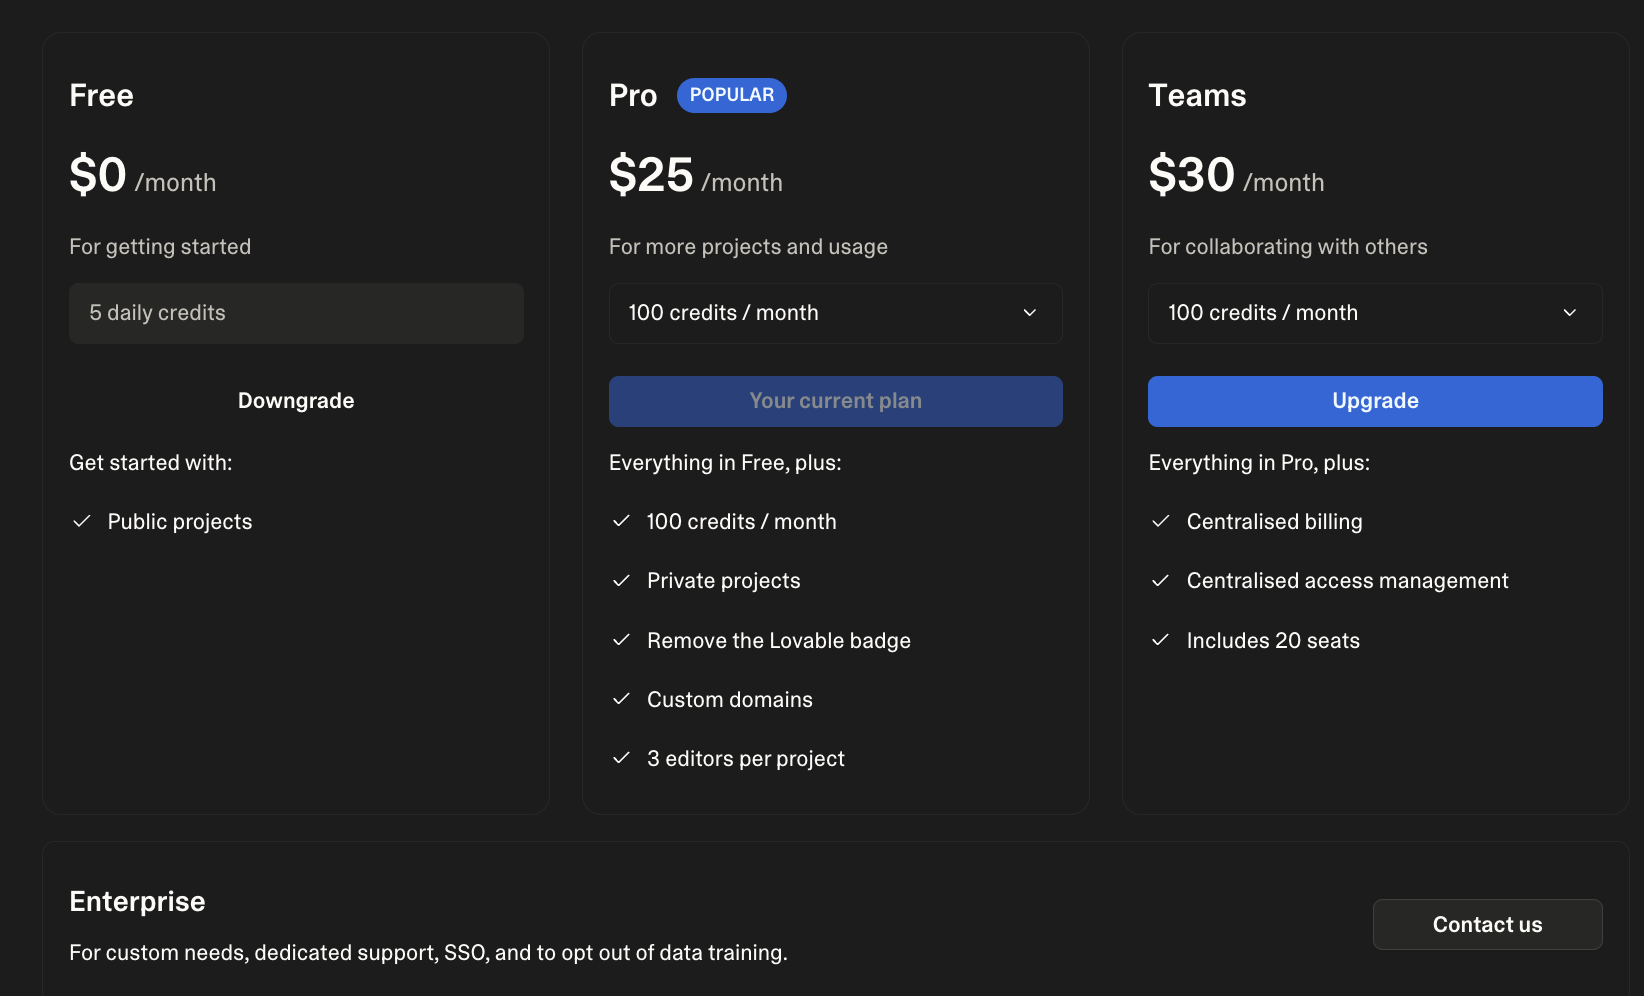 Free
$0 /month
For getting started
5 daily credits
Downgrade
Get started with:
Public projects
Pro POPULAR
$25 /month
For more projects and usage
100 credits / month
Your current plan
Everything in Free, plus:
100 credits / month
Private projects
Remove the Lovable badge
Custom domains
3 editors per project
Teams
$30 /month
For collaborating with others
100 credits / month
Upgrade
Everything in Pro, plus:
Centralised billing
Centralised access management
Includes 20 seats
Enterprise
For custom needs, dedicated support, SSO, and to opt out of data training.
Contact us